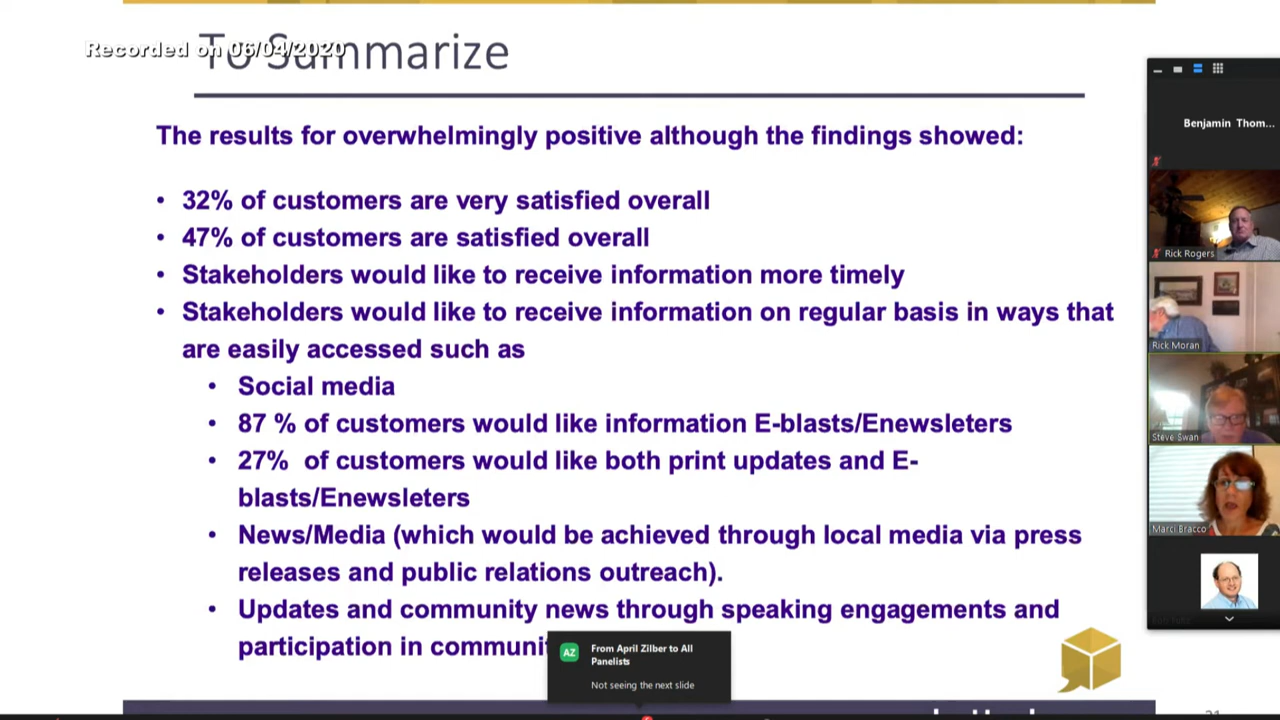 Recorded on 06/04/2020
To Summarize
The results for overwhelmingly positive although the findings showed:
• 32% of customers are very satisfied overall
• 47% of customers are satisfied overall
• Stakeholders would like to receive information more timely
• Stakeholders would like to receive information on regular basis in ways that
are easily accessed such as
• Social media
• 87 % of customers would like information E-blasts/Enewsleters
• 27%  of customers would like both print updates and E-
blasts/Enewsleters
• News/Media (which would be achieved through local media via press
releases and public relations outreach).
• Updates and community news through speaking engagements and
participation in
AZ
From April Zilber to All
Panelists
Not seeing the next slide
Benjamin Thom...
Rick Rogers
Rick Moran
Steve Swan
Marci Bracco